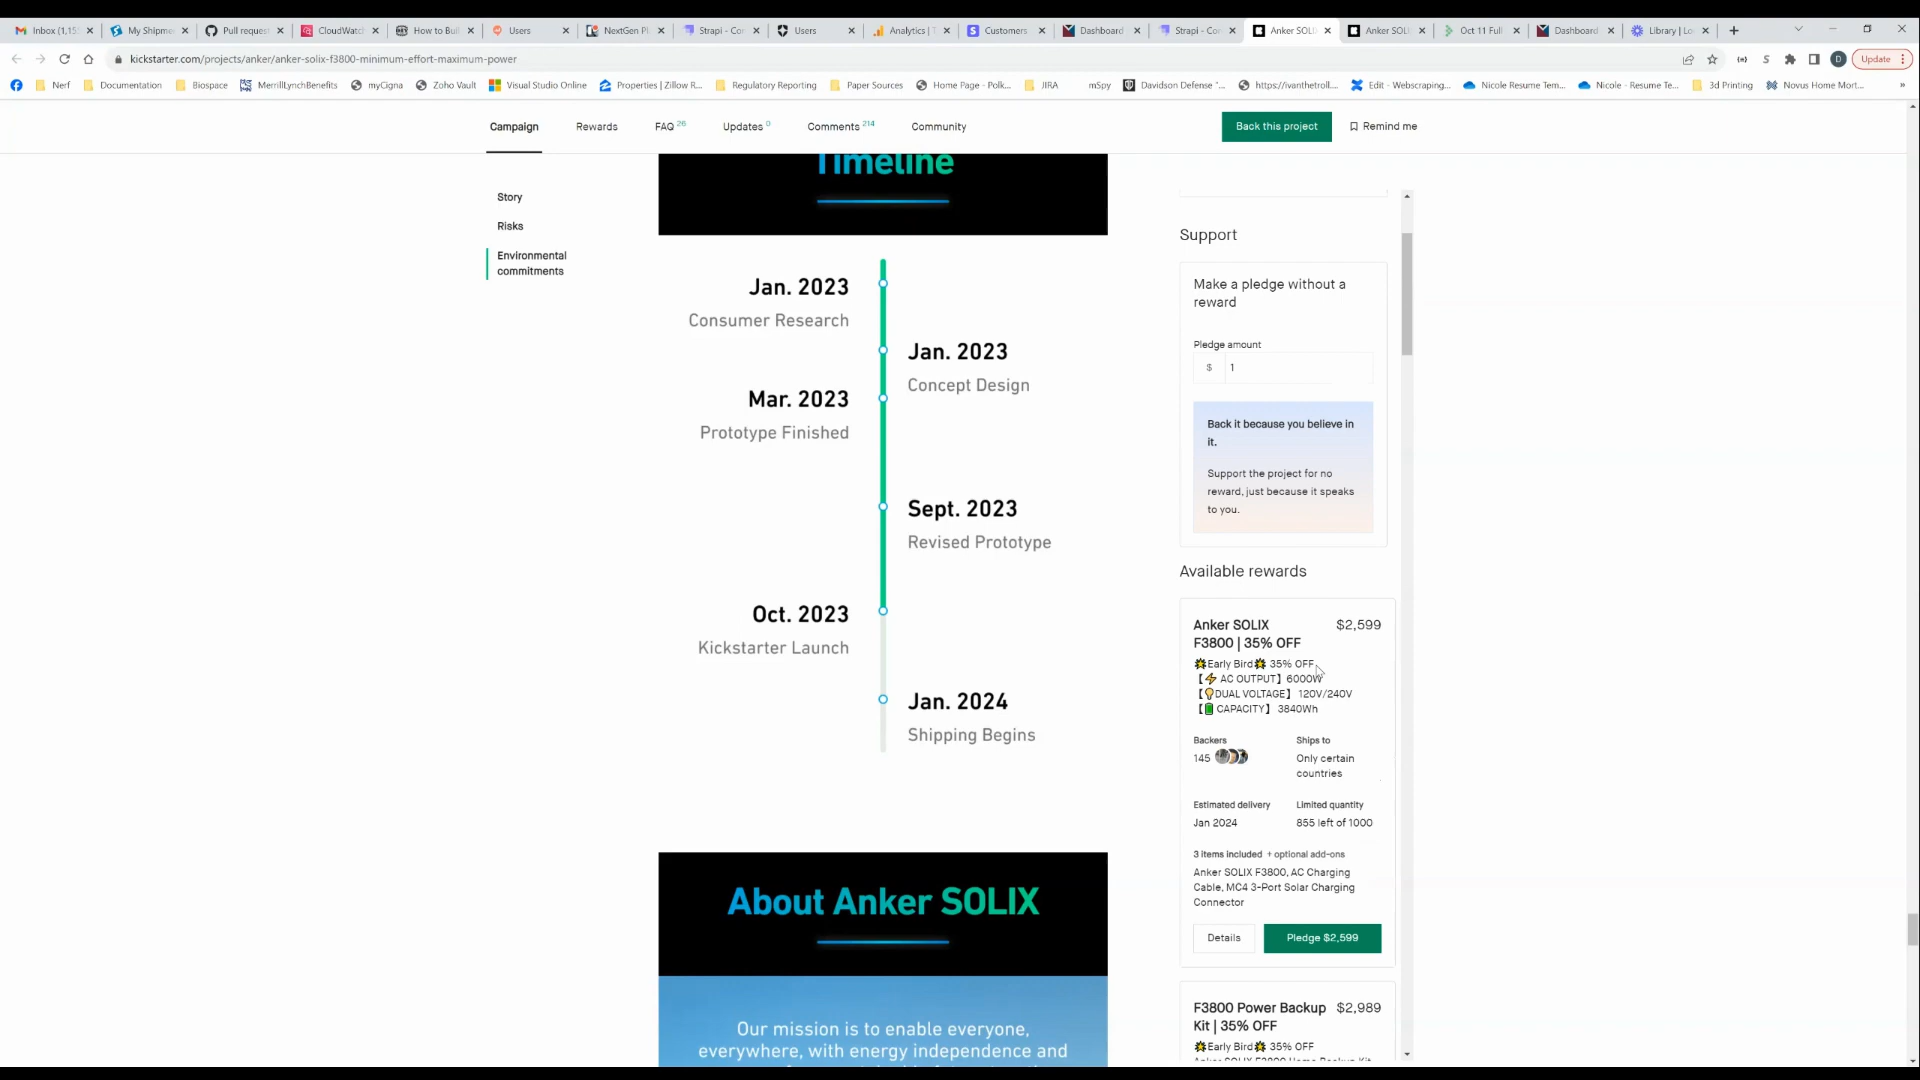 Inbox (1,15
My Shipme
Pull reques
CloudWatc
How to Buil
Users
NextGen Pl
Strapi - Cor
Users
Analytics | T
Customers
Dashboard
Strapi - Con
Anker SOLI
Anker SOLI
Oct 11 Full
Dashboard
Library | Lo
kickstarter.com/projects/anker/anker-solix-f3800-minimum-effort-maximum-power
Update
Nerf
Documentation
Biospace
MerrillLynchBenefits
myCigna
Zoho Vault
Visual Studio Online
Properties | Zillow R...
Regulatory Reporting
Paper Sources
Home Page - Polk...
JIRA
mSpy
Davidson Defense "...
https://ivanthetroll....
Edit - Webscraping...
Nicole Resume Tem...
Nicole - Resume Te...
3d Printing
Novus Home Mort...
»
Campaign
Rewards
FAQ 26
Updates 0
Comments 214
Community
Back this project
Remind me
Story
Risks
Environmental
commitments
Timeline
Jan. 2023
Consumer Research
Jan. 2023
Concept Design
Mar. 2023
Prototype Finished
Sept. 2023
Revised Prototype
Oct. 2023
Kickstarter Launch
Jan. 2024
Shipping Begins
About Anker SOLIX
Our mission is to enable everyone,
everywhere, with energy independence and
Support
Make a pledge without a
reward
Pledge amount
$ 1
Back it because you believe in
it.
Support the project for no
reward, just because it speaks
to you.
Available rewards
Anker SOLIX $2,599
F3800 | 35% OFF
💥Early Bird💥 35% OFF
【⚡ AC OUTPUT】6000W
【💡DUAL VOLTAGE】 120V/240V
【🔋 CAPACITY】 3840Wh
Backers
145
Ships to
Only certain
countries
Estimated delivery
Jan 2024
Limited quantity
855 left of 1000
3 items included + optional add-ons
Anker SOLIX F3800, AC Charging
Cable, MC4 3-Port Solar Charging
Connector
Details
Pledge $2,599
F3800 Power Backup $2,989
Kit | 35% OFF
💥Early Bird💥 35% OFF
Anker SOLIX F3800 Home Backup Kit